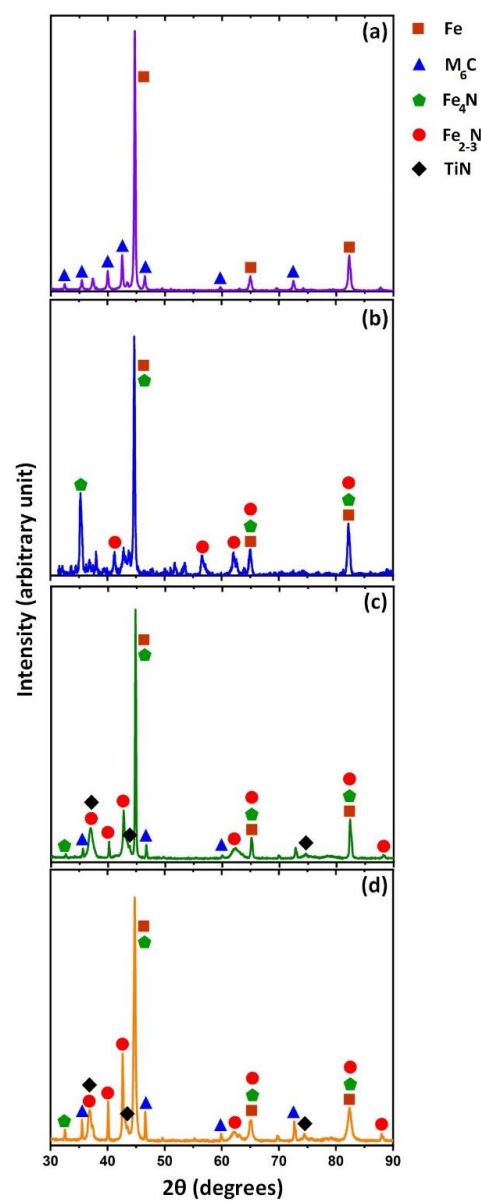 (a)
Fe
M₆C
Fe₄N
Fe₂₋₃N
TiN
(b)
(c)
(d)
Intensity (arbitrary unit)
30 40 50 60 70 80 90
2θ (degrees)